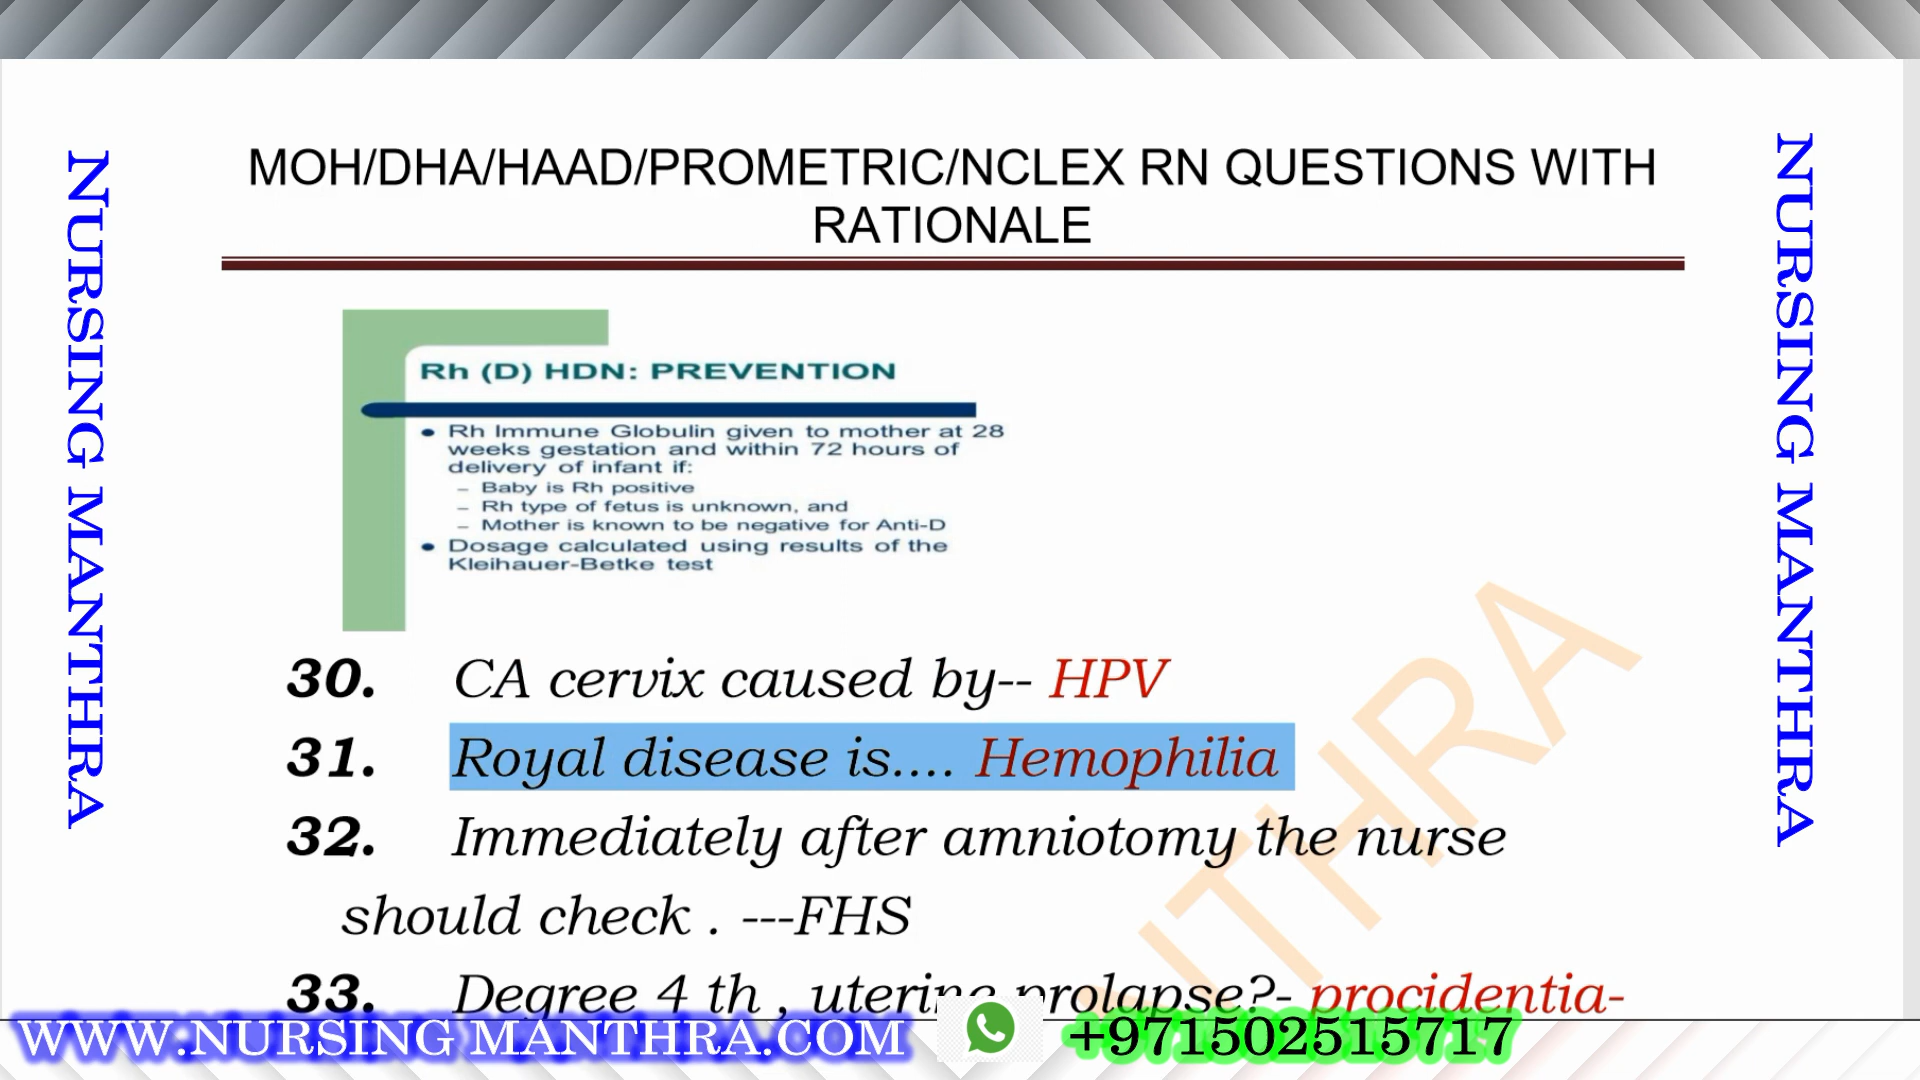 MOH/DHA/HAAD/PROMETRIC/NCLEX RN QUESTIONS WITH
RATIONALE
NURSING MANTHRA
NURSING MANTHRA
Rh (D) HDN: PREVENTION
• Rh Immune Globulin given to mother at 28
weeks gestation and within 72 hours of
delivery of infant if:
– Baby is Rh positive
– Rh type of fetus is unknown, and
– Mother is known to be negative for Anti-D
• Dosage calculated using results of the
Kleihauer-Betke test
30. CA cervix caused by-- HPV
31. Royal disease is.... Hemophilia
32. Immediately after amniotomy the nurse
should check . ---FHS
33. Degree 4 th , uterine prolapse?- procidentia-
NTHRA
WWW.NURSING MANTHRA.COM
+971502515717